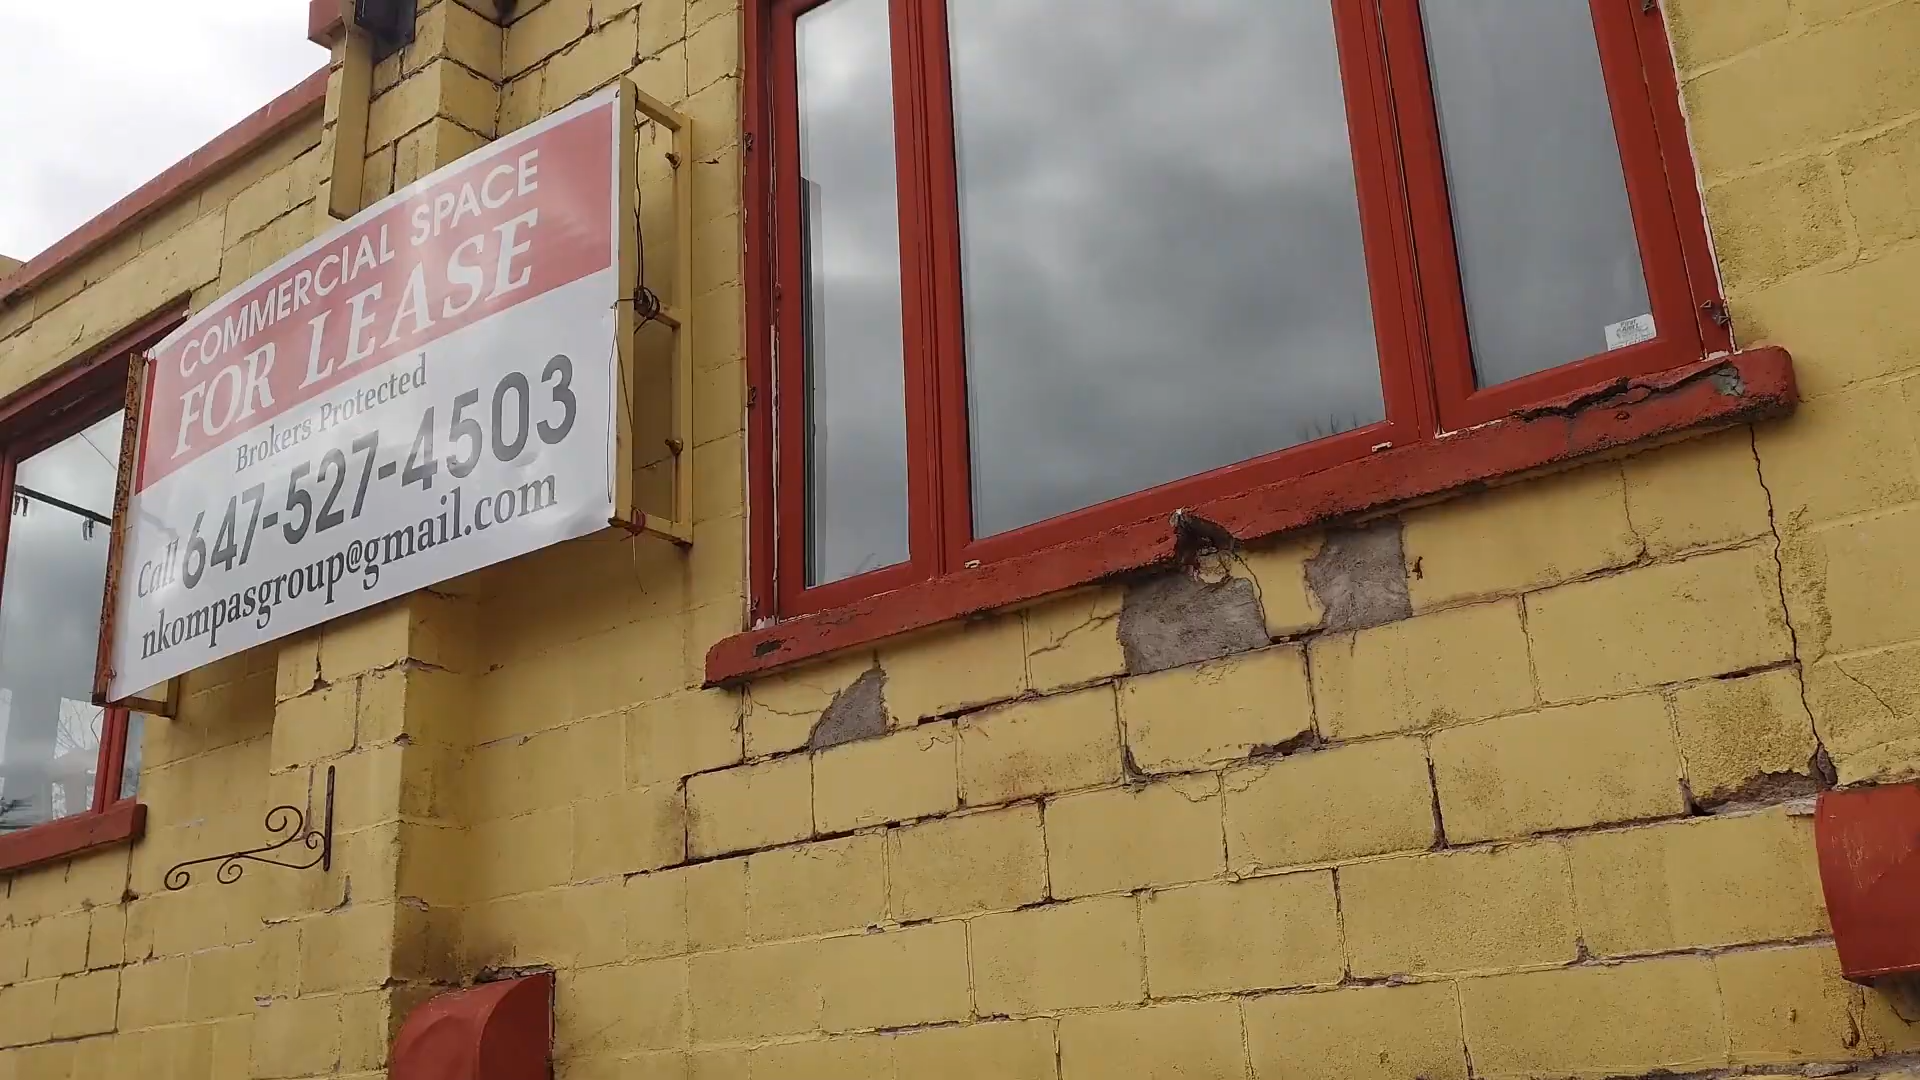 COMMERCIAL SPACE
FOR LEASE
Brokers Protected
Call 647-527-4503
nkompasgroup@gmail.com